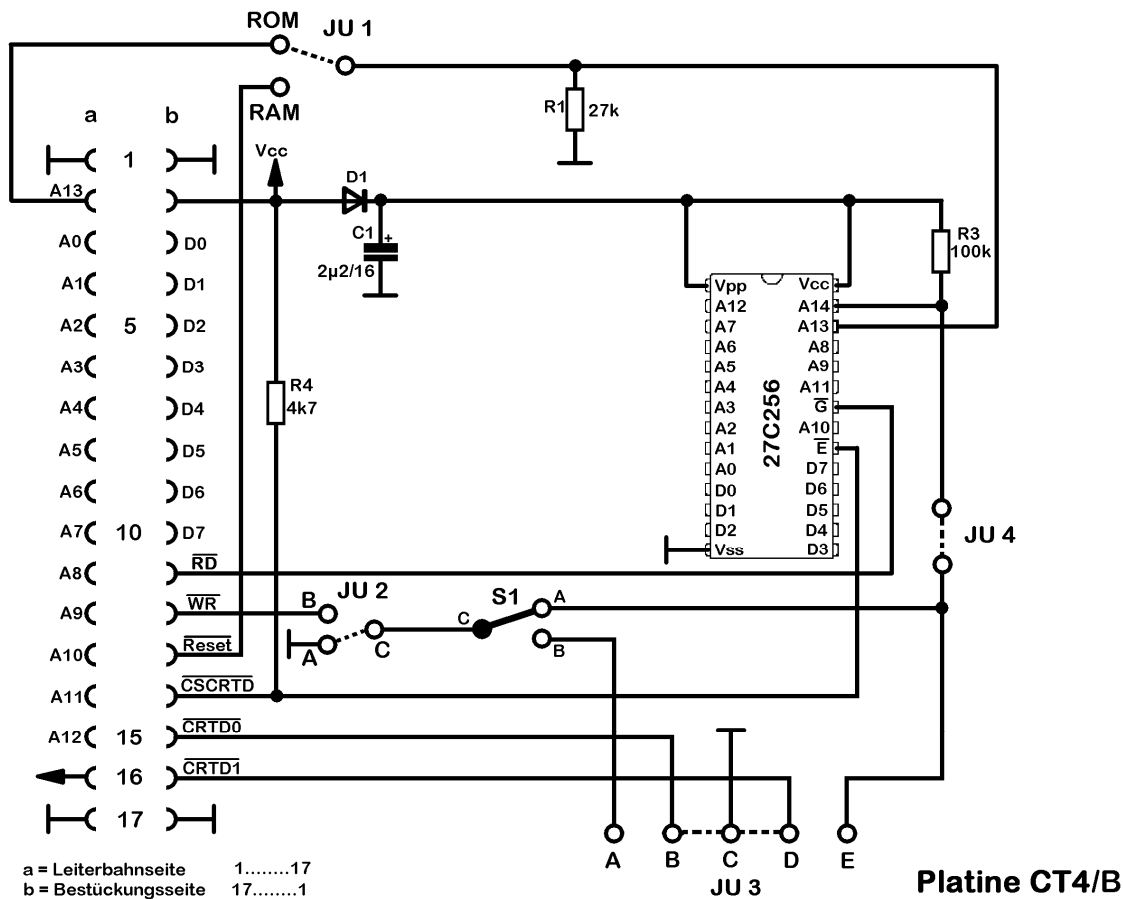 ROM
JU 1
RAM
R1
27k
a
b
1
Vcc
A13
D1
C1
+
2µ2/16
R3
100k
A0
D0
A1
D1
A2
5
D2
A3
D3
A4
D4
A5
D5
A6
D6
A7
10
D7
A8
RD
A9
WR
A10
Reset
A11
CSCRTD
A12
15
CRTD0
16
CRTD1
17
R4
4k7
Vpp
Vcc
A12
A14
A7
A13
A6
A8
A5
A9
A4
A11
A3
G
A2
A10
A1
E
A0
D7
D0
D6
D1
D5
D2
D4
Vss
D3
27C256
JU 4
JU 2
B
A
C
S1
C
A
B
A
B
C
D
E
JU 3
a = Leiterbahnseite 1........17
b = Bestückungsseite 17........1
Platine CT4/B